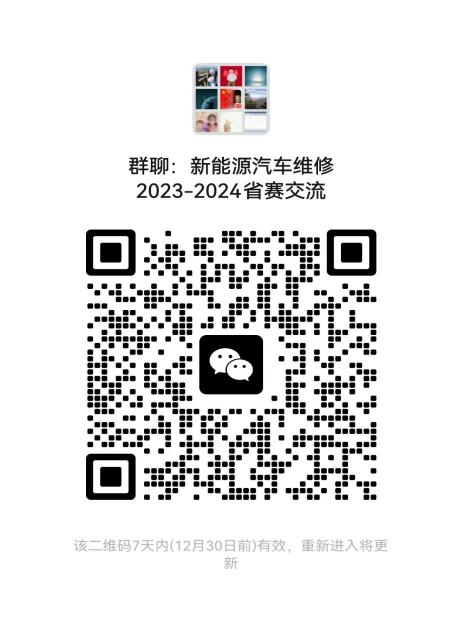 群聊：新能源汽车维修
2023-2024省赛交流
该二维码7天内(12月30日前)有效，重新进入将更
新